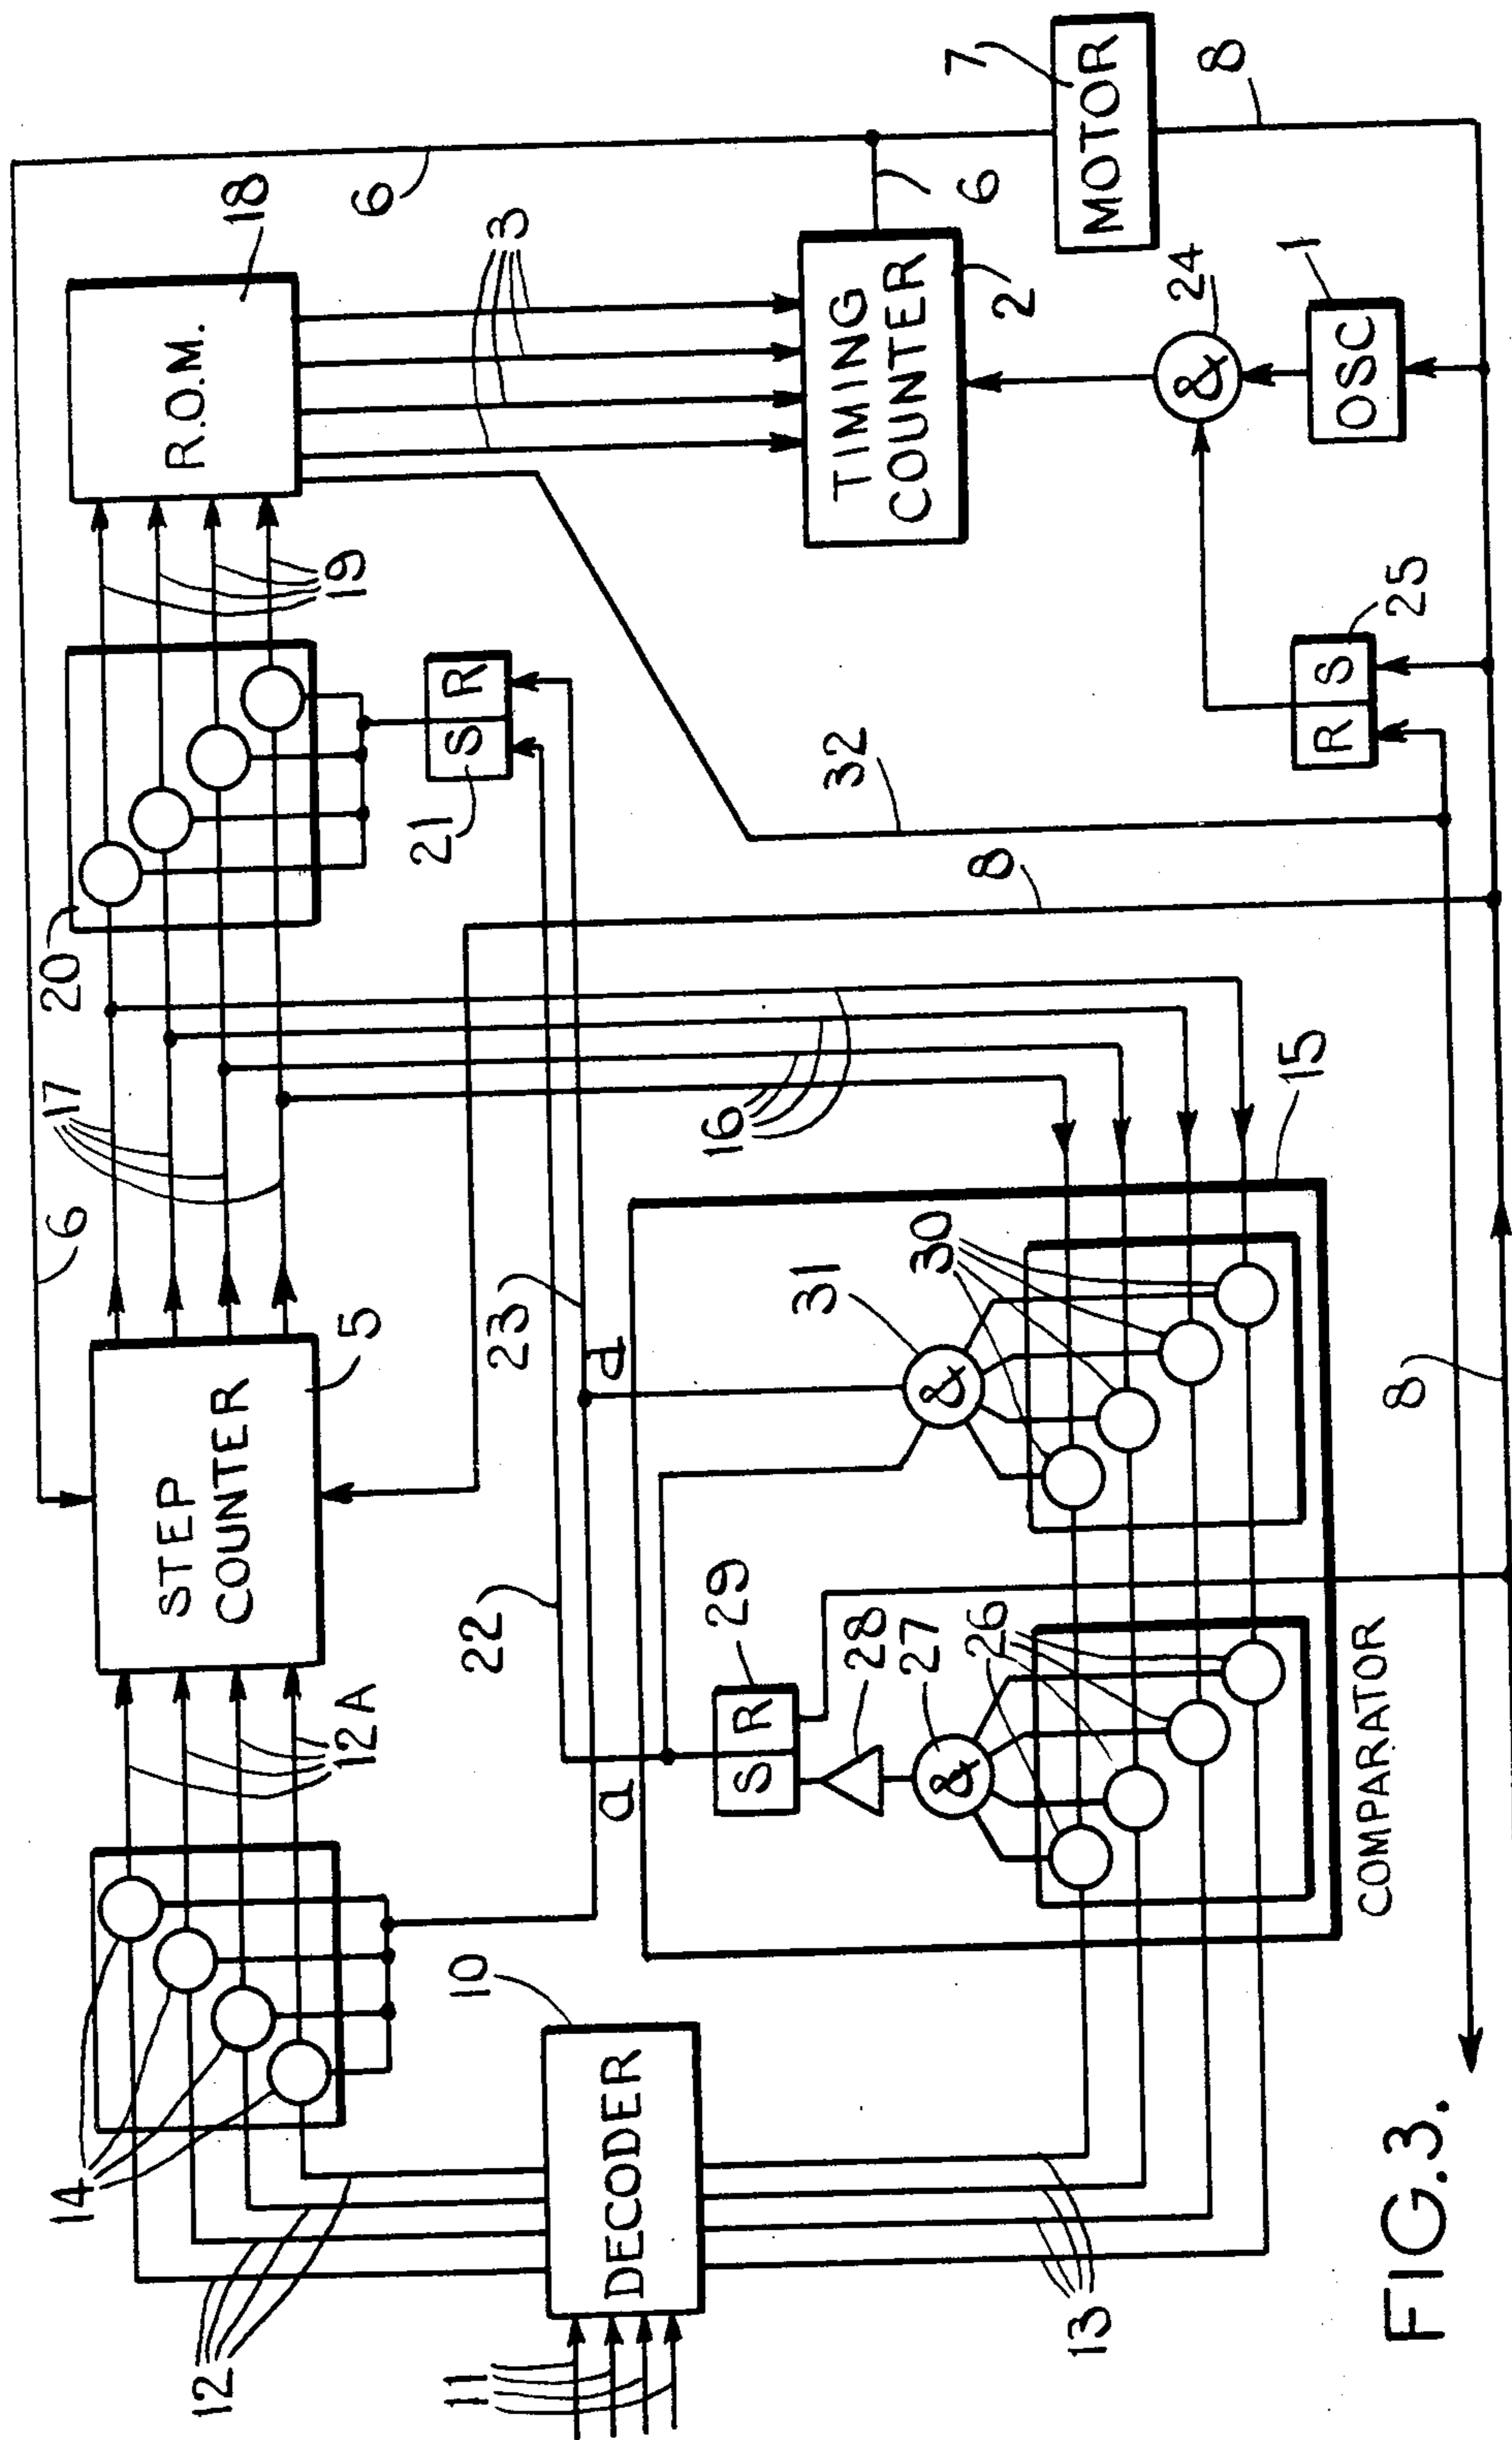 6
17
20
6
18
14
12A
STEP
COUNTER
R.O.M.
12
5
19
3
11
10
22
23
21
S R
6
DECODER
a
d
16
32
7
MOTOR
29
S R
31
&
8
TIMING
COUNTER
2
28
27
&
26
30
24
&
8
13
15
25
R S
1
OSC
COMPARATOR
8
FIG.3.